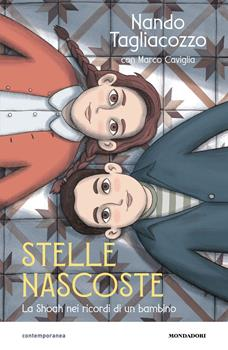 Nando
Tagliacozzo
con Marco Caviglia
STELLE
NASCOSTE
La Shoah nei ricordi di un bambino
contemporanea
MONDADORI